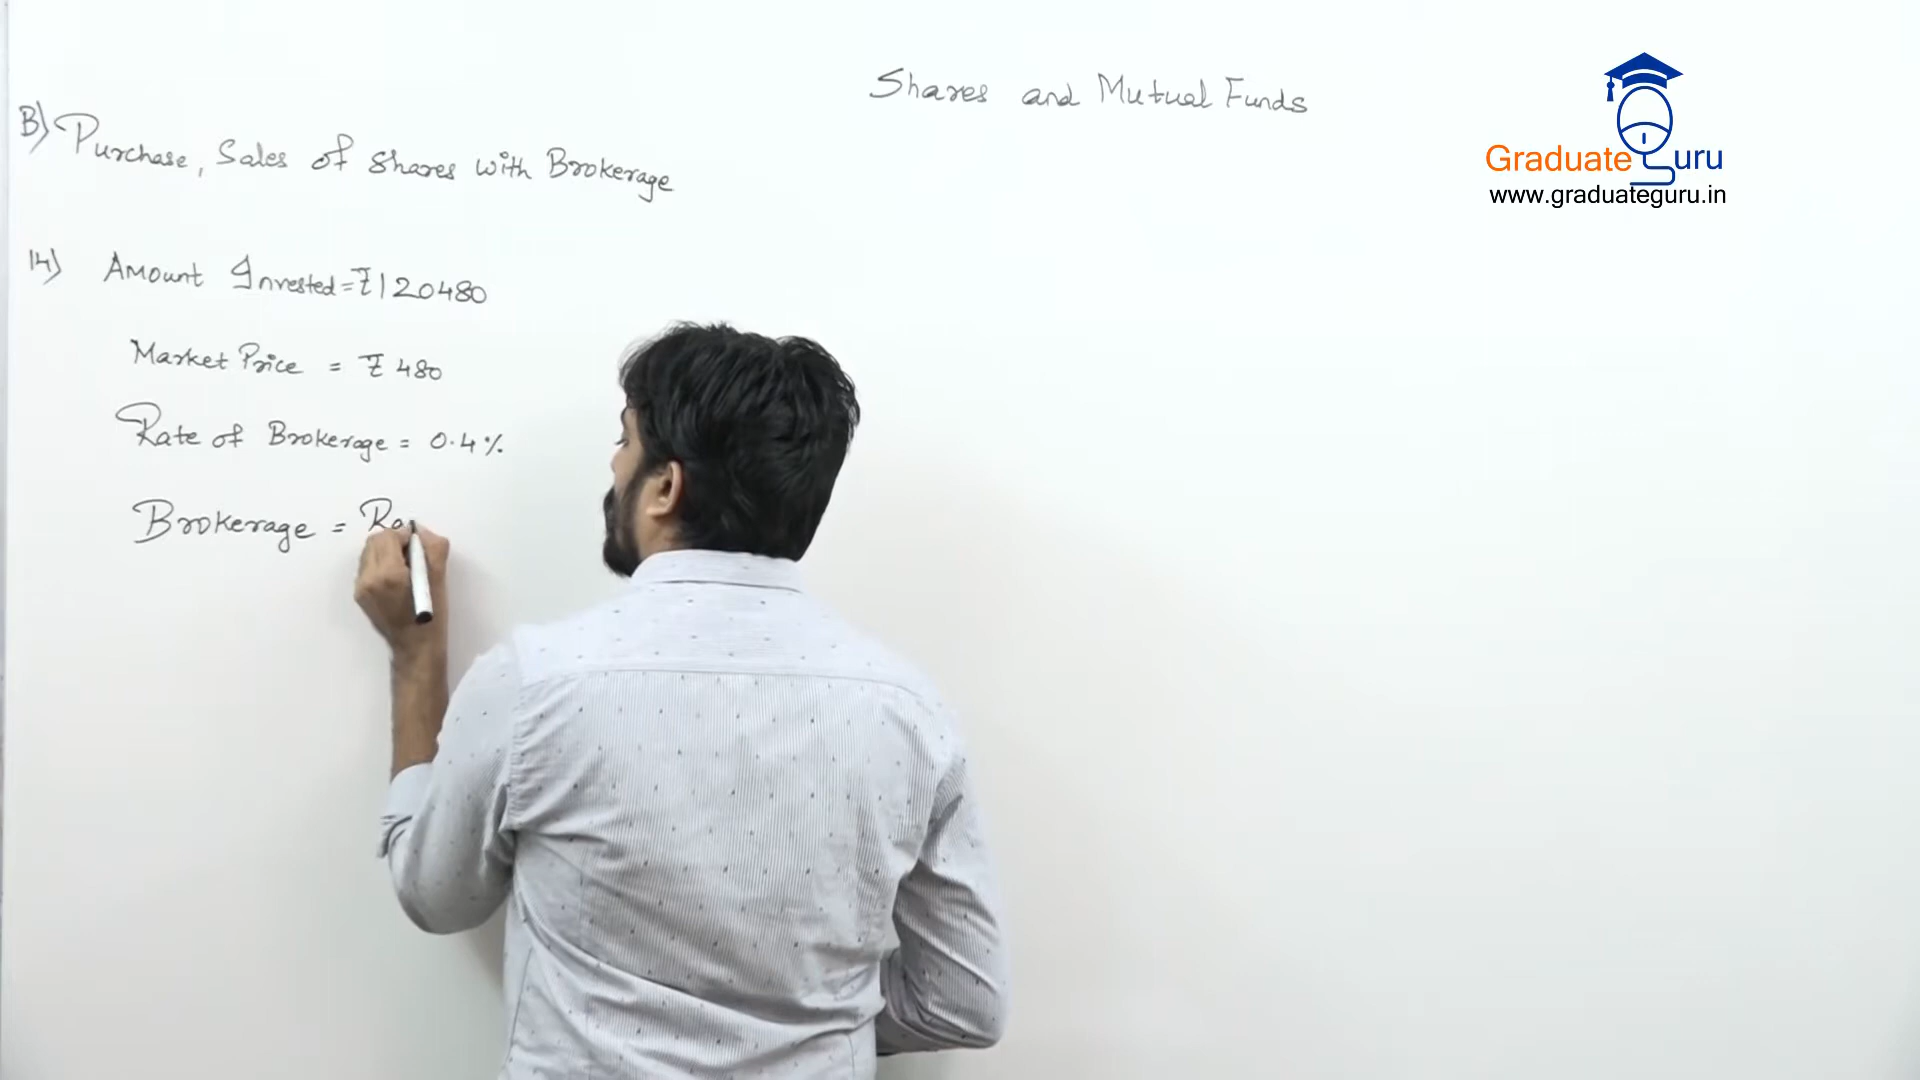 Shares and Mutual Funds
Graduate Guru
www.graduateguru.in
B) Purchase, Sales of Shares with Brokerage
14) Amount Invested = ₹120480
Market Price = ₹ 480
Rate of Brokerage = 0.4%
Brokerage = Ra